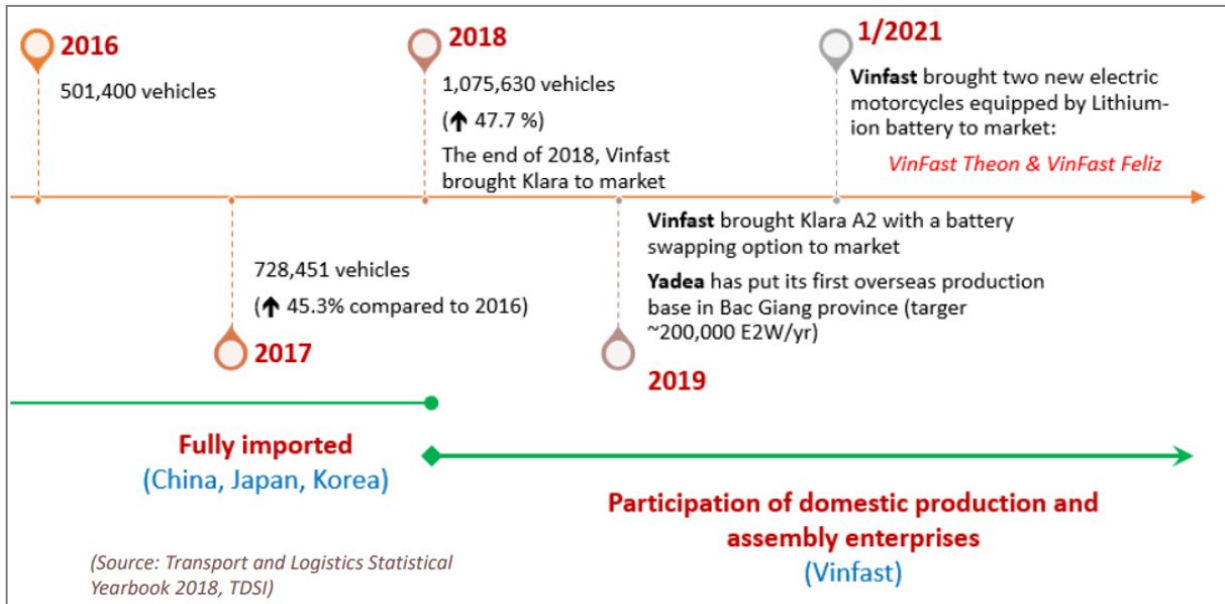 2016
501,400 vehicles
2018
1,075,630 vehicles
(↑ 47.7 %)
The end of 2018, Vinfast
brought Klara to market
1/2021
Vinfast brought two new electric
motorcycles equipped by Lithium-
ion battery to market:
VinFast Theon & VinFast Feliz
728,451 vehicles
(↑ 45.3% compared to 2016)
2017
Vinfast brought Klara A2 with a battery
swapping option to market
Yadea has put its first overseas production
base in Bac Giang province (targer
~200,000 E2W/yr)
2019
Fully imported
(China, Japan, Korea)
Participation of domestic production and
assembly enterprises
(Vinfast)
(Source: Transport and Logistics Statistical
Yearbook 2018, TDSI)